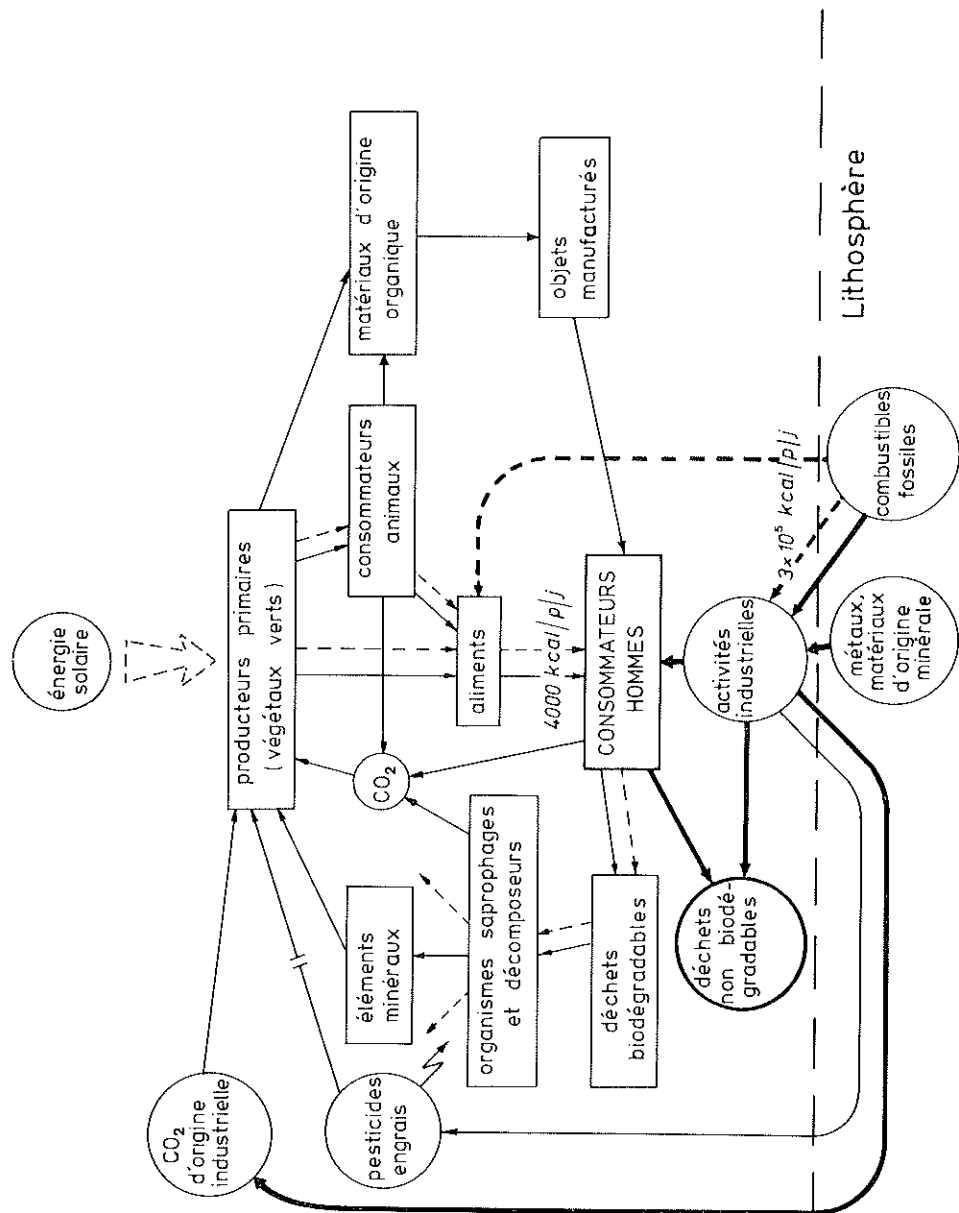 énergie
solaire
CO₂
d'origine
industrielle
producteurs primaires
( végétaux verts )
pesticides
engrais
éléments
minéraux
CO₂
consommateurs
animaux
matériaux d'origine
organique
organismes saprophages
et décomposeurs
aliments
4000 kcal/p/j
objets
manufacturés
déchets
biodégradables
CONSOMMATEURS
HOMMES
déchets
non biodé-
gradables
activités
industrielles
3 x 10⁵ kcal/p/j
métaux,
matériaux
d'origine
minérale
combustibles
fossiles
Lithosphère